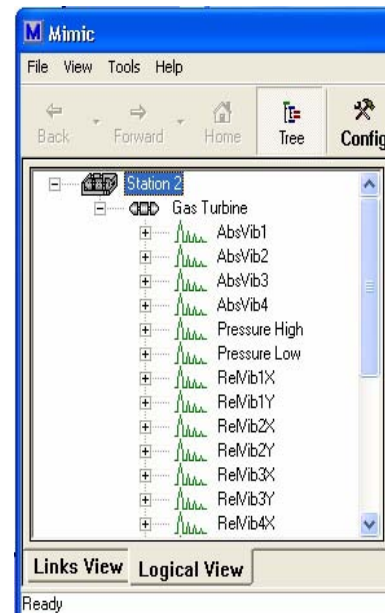 M Mimic
File View Tools Help
Back Forward Home Tree Config
Station 2
Gas Turbine
AbsVib1
AbsVib2
AbsVib3
AbsVib4
Pressure High
Pressure Low
RelVib1X
RelVib1Y
RelVib2X
RelVib2Y
RelVib3X
RelVib3Y
RelVib4X
Links View Logical View
Ready